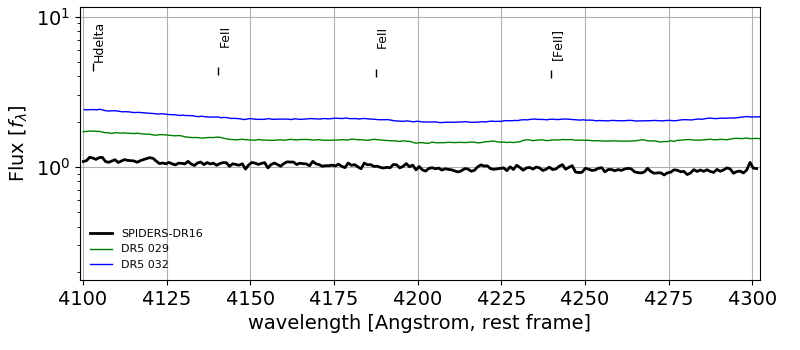 Hdelta
FeII
FeII
[FeII]
10¹
10⁰
Flux [fλ]
SPIDERS-DR16
DR5 029
DR5 032
4100 4125 4150 4175 4200 4225 4250 4275 4300
wavelength [Angstrom, rest frame]